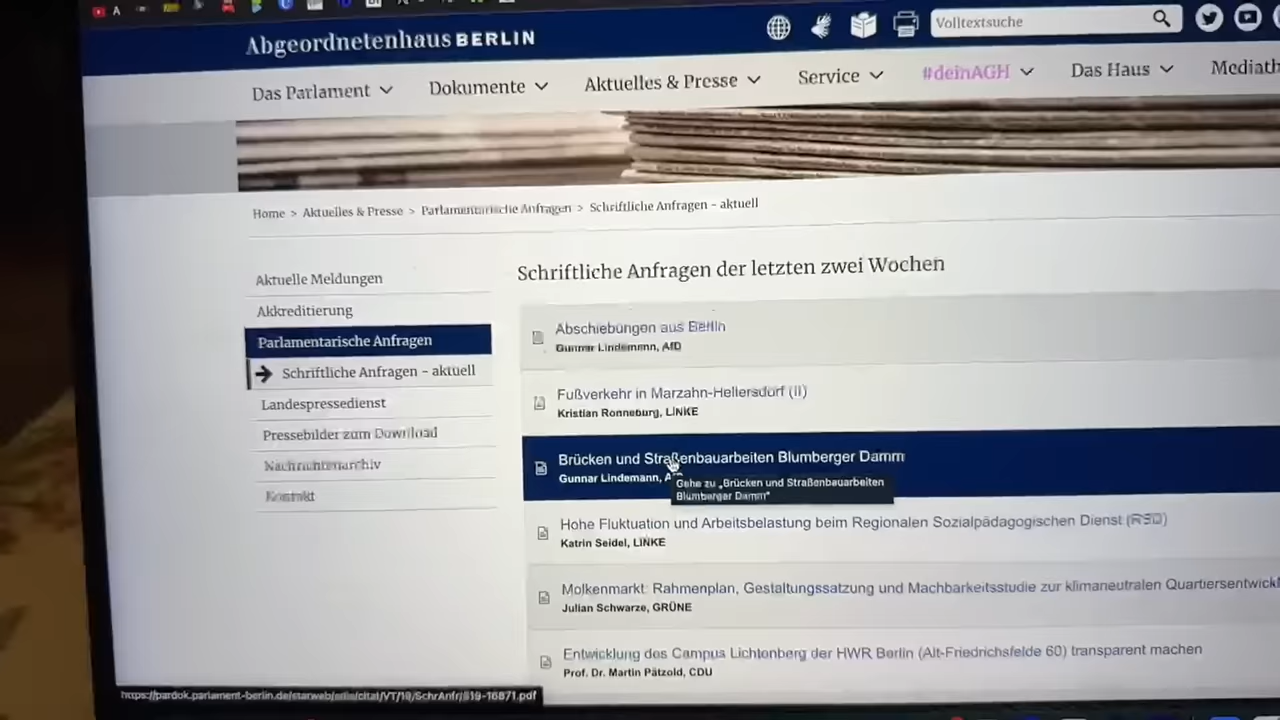 Abgeordnetenhaus BERLIN
Volltextsuche
Das Parlament
Dokumente
Aktuelles & Presse
Service
#deinAGH
Das Haus
Mediath
Home > Aktuelles & Presse > Parlamentarische Anfragen > Schriftliche Anfragen – aktuell
Aktuelle Meldungen
Akkreditierung
Parlamentarische Anfragen
Schriftliche Anfragen – aktuell
Landespressedienst
Pressebilder zum Download
Nachrichtenarchiv
Kontakt
Schriftliche Anfragen der letzten zwei Wochen
Abschiebungen aus Berlin
Gunnar Lindemann, AfD
Fußverkehr in Marzahn-Hellersdorf (II)
Kristian Ronneburg, LINKE
Brücken und Straßenbauarbeiten Blumberger Damm
Gunnar Lindemann, A
Gehe zu „Brücken und Straßenbauarbeiten
Blumberger Damm"
Hohe Fluktuation und Arbeitsbelastung beim Regionalen Sozialpädagogischen Dienst (RSD)
Katrin Seidel, LINKE
Molkenmarkt: Rahmenplan, Gestaltungssatzung und Machbarkeitsstudie zur klimaneutralen Quartiersentwickl
Julian Schwarze, GRÜNE
Entwicklung des Campus Lichtenberg der HWR Berlin (Alt-Friedrichsfelde 60) transparent machen
Prof. Dr. Martin Pätzold, CDU